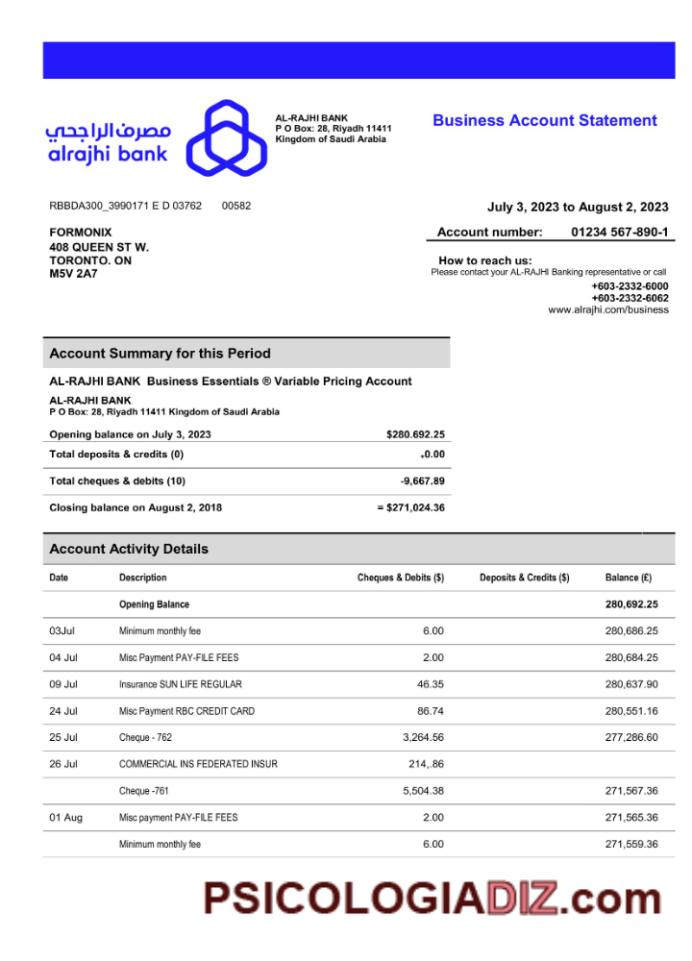 مصرف الراجحي
alrajhi bank
AL-RAJHI BANK
P O Box: 28, Riyadh 11411
Kingdom of Saudi Arabia
Business Account Statement
RBBDA300_3990171 E D 03762 00582
July 3, 2023 to August 2, 2023
FORMONIX
408 QUEEN ST W.
TORONTO. ON
M5V 2A7
Account number: 01234 567-890-1
How to reach us:
Please contact your AL-RAJHI Banking representative or call
+603-2332-6000
+603-2332-6062
www.alrajhi.com/business
Account Summary for this Period
AL-RAJHI BANK Business Essentials ® Variable Pricing Account
AL-RAJHI BANK
P O Box: 28, Riyadh 11411 Kingdom of Saudi Arabia
Opening balance on July 3, 2023 $280.692.25
Total deposits & credits (0) .0.00
Total cheques & debits (10) -9,667.89
Closing balance on August 2, 2018 = $271,024.36
Account Activity Details
Date Description Cheques & Debits ($) Deposits & Credits ($) Balance (£)
Opening Balance 280,692.25
03Jul Minimum monthly fee 6.00 280,686.25
04 Jul Misc Payment PAY-FILE FEES 2.00 280,684.25
09 Jul Insurance SUN LIFE REGULAR 46.35 280,637.90
24 Jul Misc Payment RBC CREDIT CARD 86.74 280,551.16
25 Jul Cheque - 762 3,264.56 277,286.60
26 Jul COMMERCIAL INS FEDERATED INSUR 214,.86
Cheque -761 5,504.38 271,567.36
01 Aug Misc payment PAY-FILE FEES 2.00 271,565.36
Minimum monthly fee 6.00 271,559.36
PSICOLOGIADIZ.com